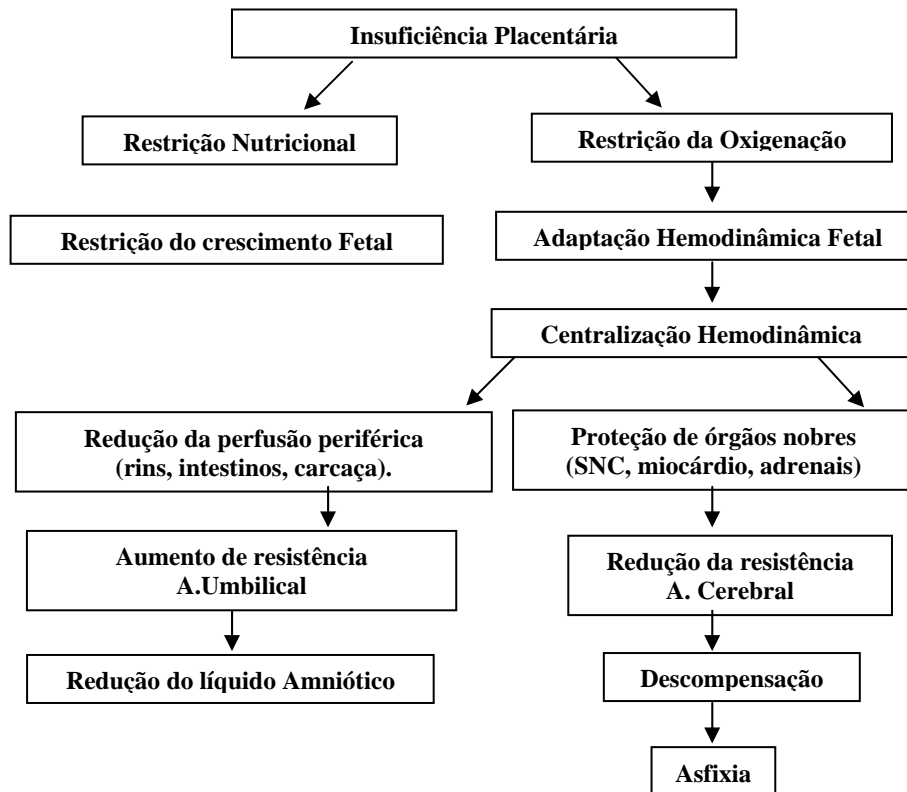 Insuficiência Placentária
Restrição Nutricional
Restrição da Oxigenação
Restrição do crescimento Fetal
Adaptação Hemodinâmica Fetal
Centralização Hemodinâmica
Redução da perfusão periférica
(rins, intestinos, carcaça).
Proteção de órgãos nobres
(SNC, miocárdio, adrenais)
Aumento de resistência
A.Umbilical
Redução da resistência
A. Cerebral
Redução do líquido Amniótico
Descompensação
Asfixia